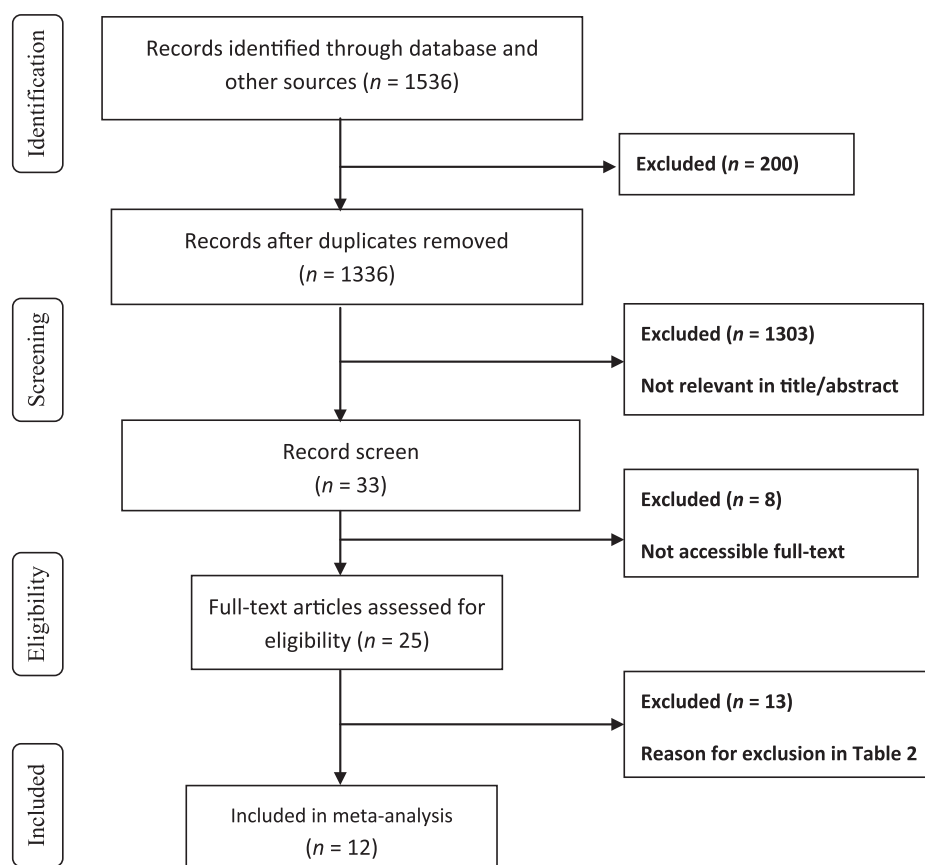 Identification
Records identified through database and
other sources (n = 1536)
Excluded (n = 200)
Records after duplicates removed
(n = 1336)
Screening
Excluded (n = 1303)
Not relevant in title/abstract
Record screen
(n = 33)
Excluded (n = 8)
Not accessible full-text
Eligibility
Full-text articles assessed for
eligibility (n = 25)
Excluded (n = 13)
Reason for exclusion in Table 2
Included
Included in meta-analysis
(n = 12)